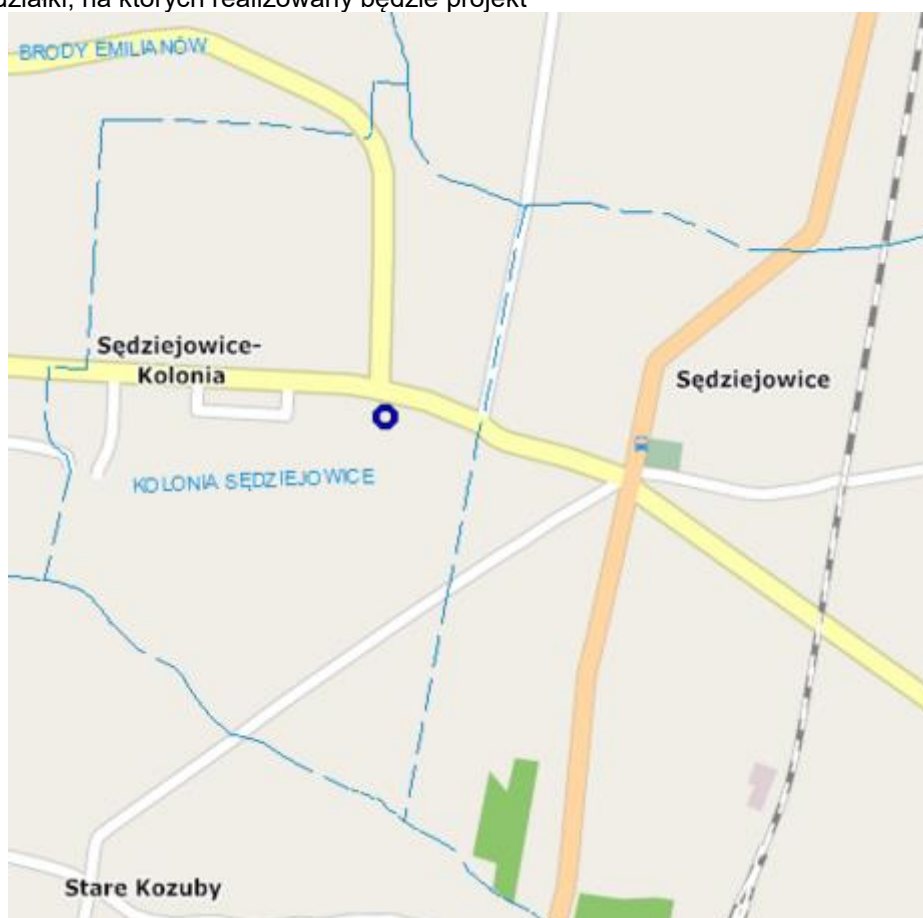 działki, na których realizowany będzie projekt
BRODY EMILIANÓW
Sędziejowice-
Kolonia
Sędziejowice
KOLONIA SĘDZIEJOWICE
Stare Kozuby